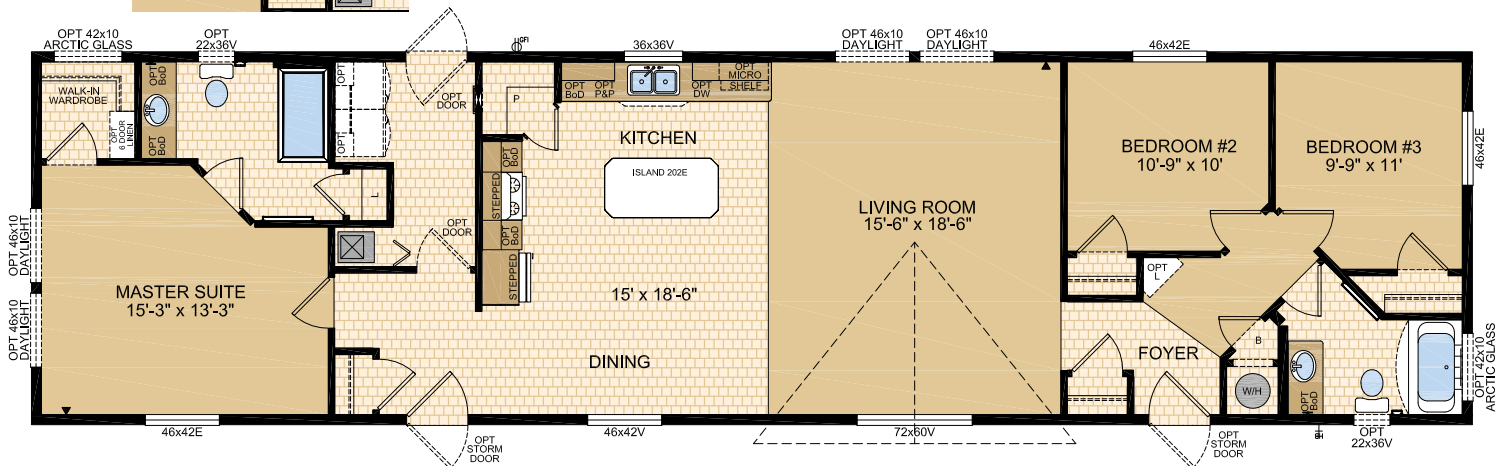 OPT 42x10
ARCTIC GLASS
OPT
22x36V
GFI
36x36V
OPT 46x10
DAYLIGHT
OPT 46x10
DAYLIGHT
46x42E
WALK-IN
WARDROBE
OPT
6 DOOR
LINEN
OPT
BoD
OPT
BoD
OPT
OPT
OPT
DOOR
P
OPT
BoD
OPT
P&P
OPT
DW
OPT
MICRO
SHELF
KITCHEN
ISLAND 202E
OPT
BoD
STEPPED
OPT
BoD
STEPPED
L
OPT
DOOR
LIVING ROOM
15'-6" x 18'-6"
BEDROOM #2
10'-9" x 10'
BEDROOM #3
9'-9" x 11'
46x42E
OPT 46x10
DAYLIGHT
OPT 46x10
DAYLIGHT
MASTER SUITE
15'-3" x 13'-3"
15' x 18'-6"
DINING
OPT
L
FOYER
B
W/H
OPT
BoD
OPT 42x10
ARCTIC GLASS
46x42E
OPT
STORM
DOOR
46x42V
72x60V
OPT
STORM
DOOR
OPT
22x36V